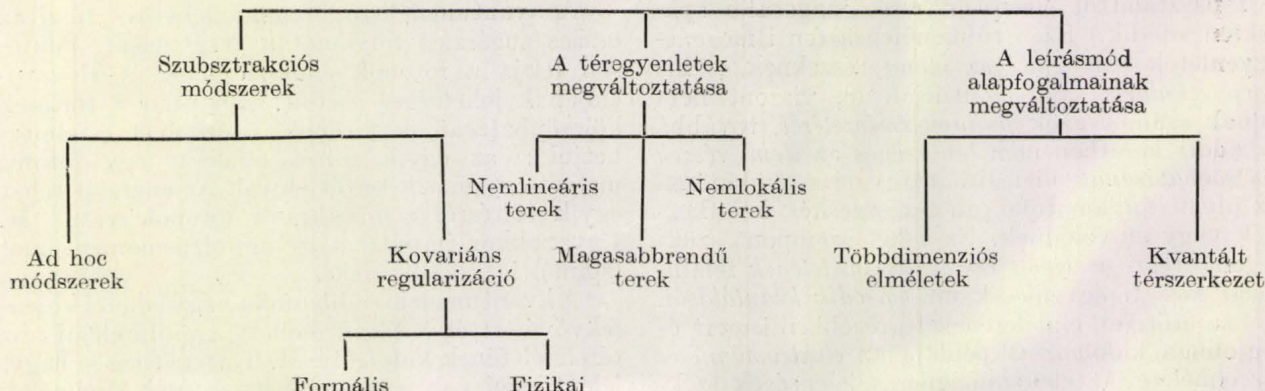 Szubsztrakciós
módszerek
A téregyenletek
megváltoztatása
A leírásmód
alapfogalmainak
megváltoztatása
Nemlineáris
terek
Nemlokális
terek
Ad hoc
módszerek
Kovariáns
regularizáció
Magasabbrendű
terek
Többdimenziós
elméletek
Kvantált
térszerkezet
Formális
Fizikai